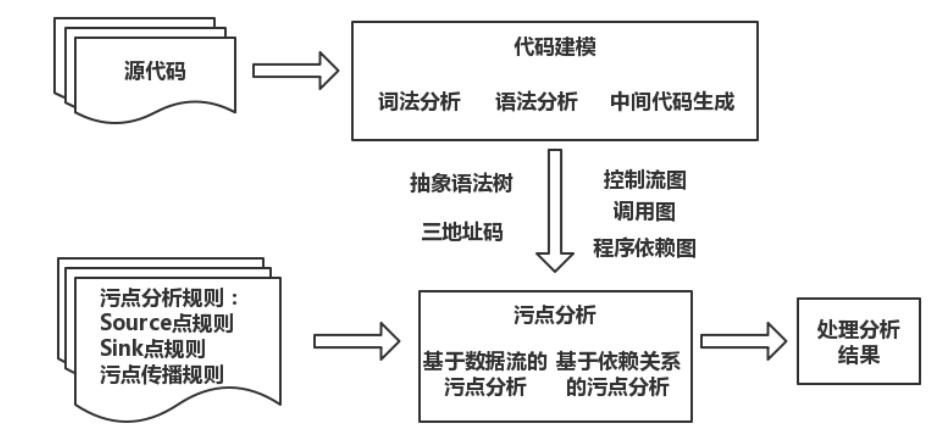 源代码
代码建模
词法分析 语法分析 中间代码生成
抽象语法树
三地址码
控制流图
调用图
程序依赖图
污点分析规则：
Source点规则
Sink点规则
污点传播规则
污点分析
基于数据流的
污点分析
基于依赖关系
的污点分析
处理分析
结果